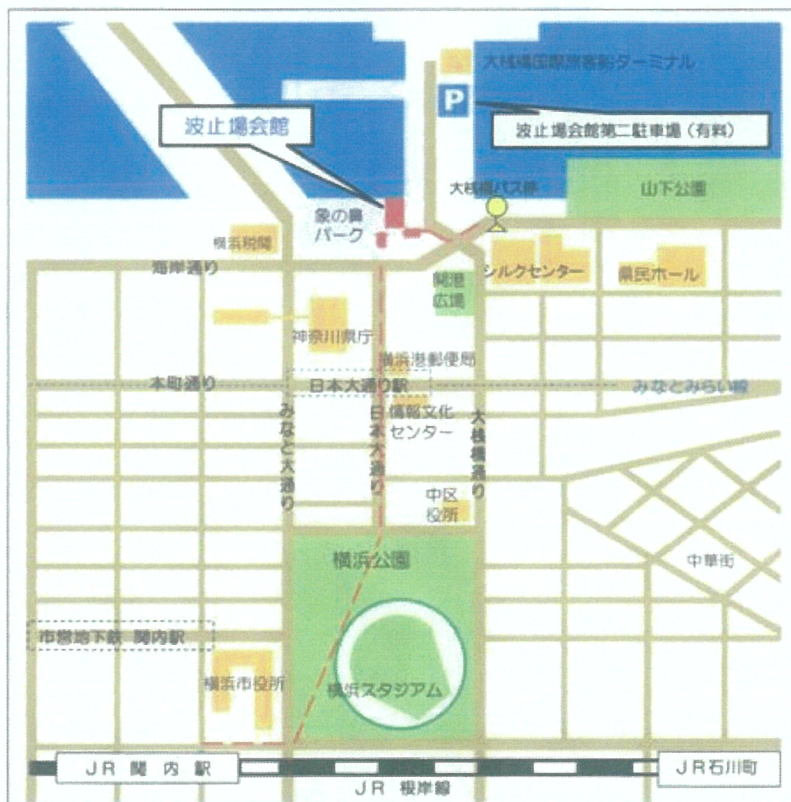 大桟橋国際旅客船ターミナル
P
波止場会館
波止場会館第二駐車場(有料)
大桟橋バス停
山下公園
象の鼻
パーク
横浜税関
海岸通り
シルクセンター
県民ホール
開港
広場
神奈川県庁
横浜港郵便局
本町通り
日本大通り駅
みなとみらい線
みなと大通り
日本大通り
情報文化
センター
大桟橋通り
中区
役所
横浜公園
中華街
市営地下鉄 関内駅
横浜市役所
横浜スタジアム
JR 関内駅
JR石川町
JR 根岸線